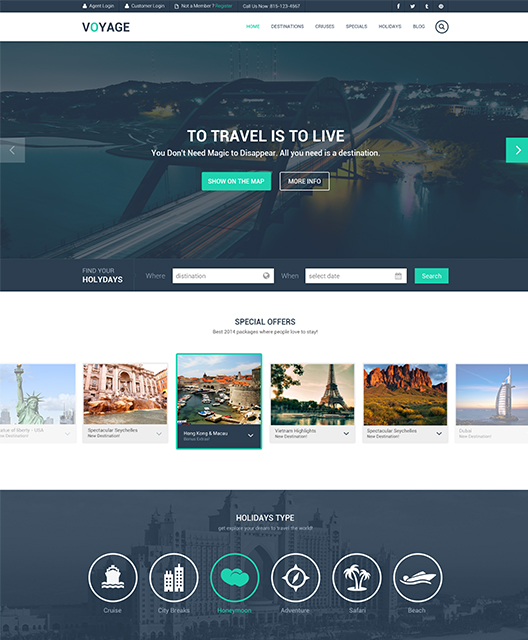 Agent Login Customer Login Not a Member ? Register Call Us Now 815-123-4667
VOYAGE
HOME DESTINATIONS CRIUSES SPECIALS HOLIDAYS BLOG
TO TRAVEL IS TO LIVE
You Don't Need Magic to Disappear. All you need is a destination.
SHOW ON THE MAP MORE INFO
FIND YOUR
HOLYDAYS
Where distination When select date Search
SPECIAL OFFERS
Best 2014 packages where people love to stay!
Statue of liberty - USA
New Destination!
Spectacular Seychelles
New Destination!
Hong Kong & Macau
Bonus Extras!
Vietnam Highlights
New Destination!
Spectacular Seychelles
New Destination!
Dubai
New Destination!
HOLIDAYS TYPE
get explore your dream to travel the world!
Cruise City Breaks Honeymoon Adventure Safari Beach